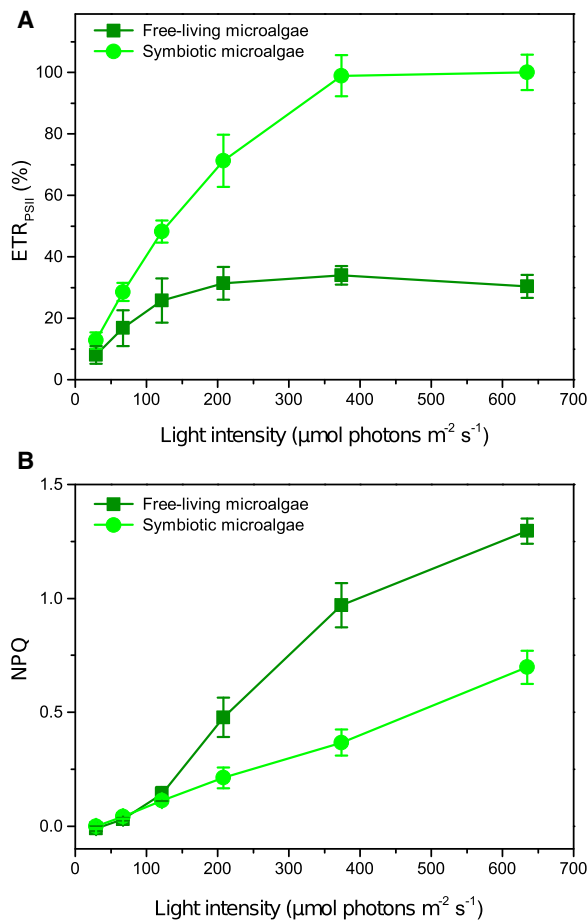 A
Free-living microalgae
Symbiotic microalgae
100
80
60
40
20
0
ETR_PSII (%)
0 100 200 300 400 500 600 700
Light intensity (μmol photons m⁻² s⁻¹)
B
1.5
Free-living microalgae
Symbiotic microalgae
1.0
0.5
0.0
NPQ
0 100 200 300 400 500 600 700
Light intensity (μmol photons m⁻² s⁻¹)